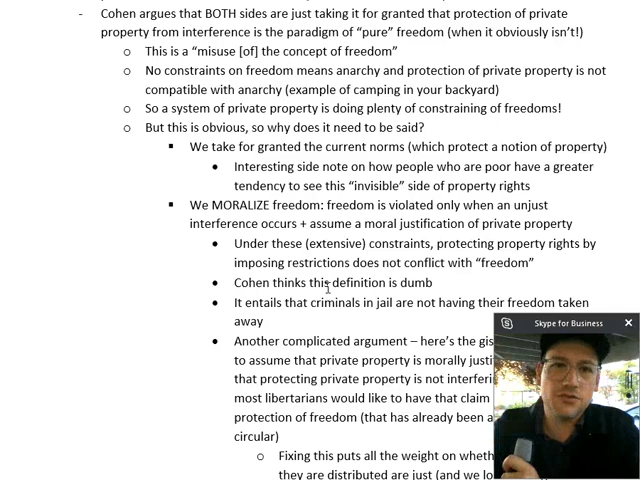 - Cohen argues that BOTH sides are just taking it for granted that protection of private
property from interference is the paradigm of "pure" freedom (when it obviously isn't!)
o This is a "misuse [of] the concept of freedom"
o No constraints on freedom means anarchy and protection of private property is not
compatible with anarchy (example of camping in your backyard)
o So a system of private property is doing plenty of constraining of freedoms!
o But this is obvious, so why does it need to be said?
▪ We take for granted the current norms (which protect a notion of property)
• Interesting side note on how people who are poor have a greater
tendency to see this "invisible" side of property rights
▪ We MORALIZE freedom: freedom is violated only when an unjust
interference occurs + assume a moral justification of private property
• Under these (extensive) constraints, protecting property rights by
imposing restrictions does not conflict with "freedom"
• Cohen thinks this definition is dumb
• It entails that criminals in jail are not having their freedom taken
away
• Another complicated argument – here's the gis
to assume that private property is morally justi
that protecting private property is not interferi
most libertarians would like to have that claim
protection of freedom (that has already been a
circular)
o Fixing this puts all the weight on wheth
they are distributed are just (and we lo
Skype for Business